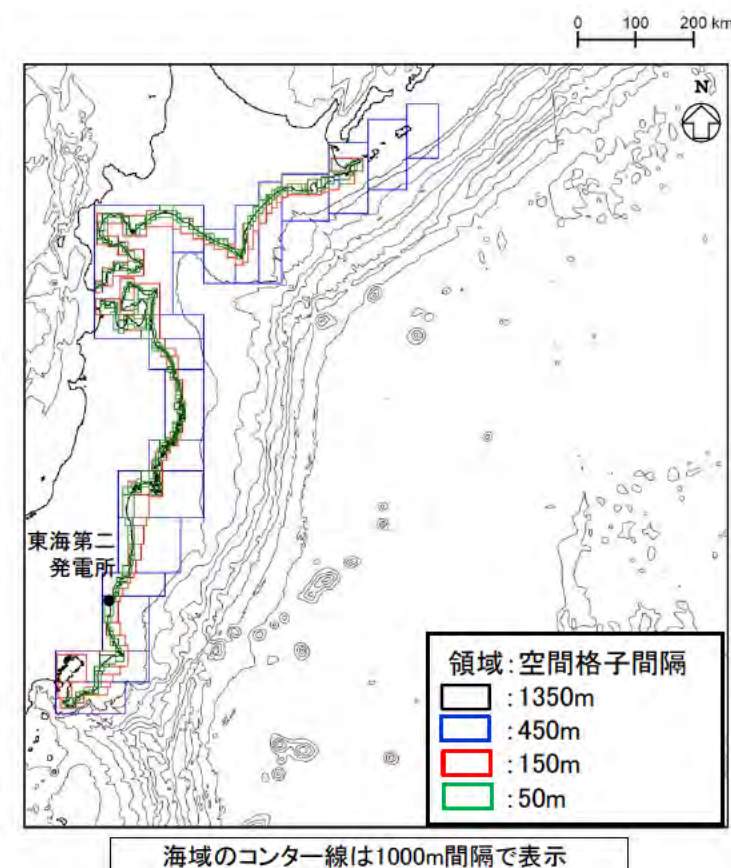 0 100 200 km
N
東海第二
発電所
領域:空間格子間隔
:1350m
:450m
:150m
:50m
海域のコンター線は1000m間隔で表示